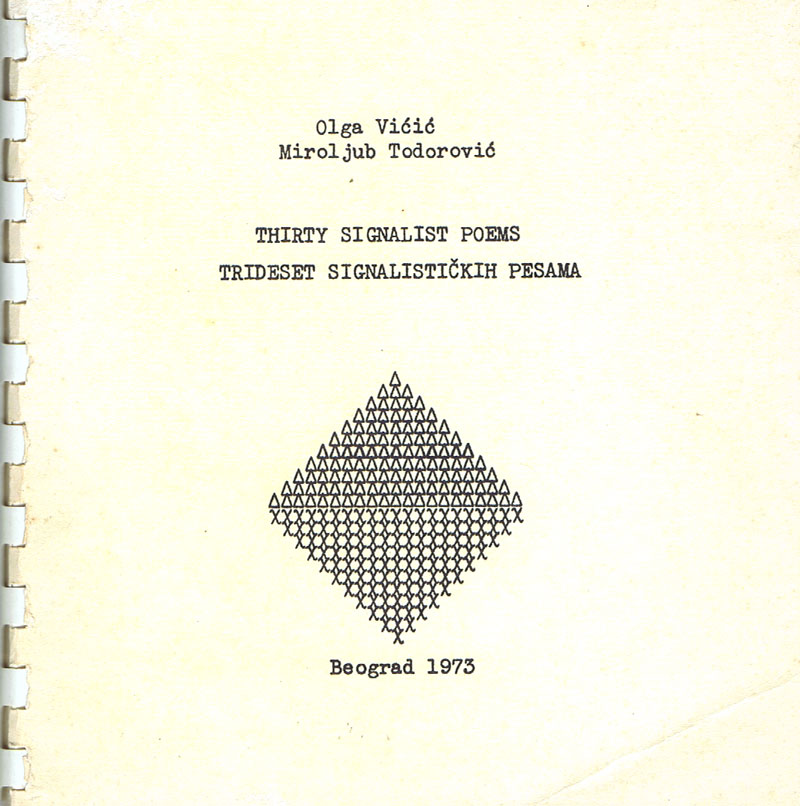 Olga Vićić
Miroljub Todorović
THIRTY SIGNALIST POEMS
TRIDESET SIGNALISTIČKIH PESAMA
Beograd 1973